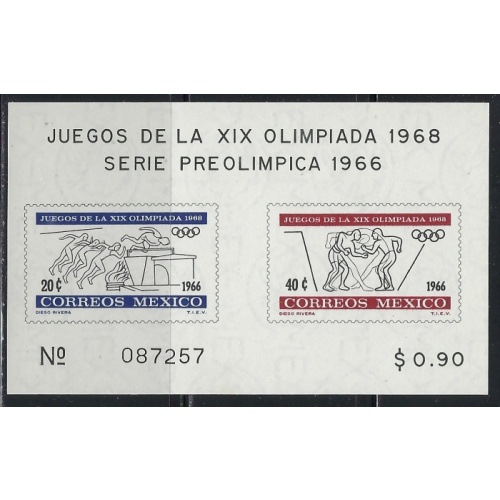 JUEGOS DE LA XIX OLIMPIADA 1968
SERIE PREOLIMPICA 1966
JUEGOS DE LA XIX OLIMPIADA 1968
20 ¢
1966
CORREOS MEXICO
DIEGO RIVERA T.I.E.V.
JUEGOS DE LA XIX OLIMPIADA 1968
40 ¢
1966
CORREOS MEXICO
DIEGO RIVERA T.I.E.V.
Nº 087257
$ 0.90